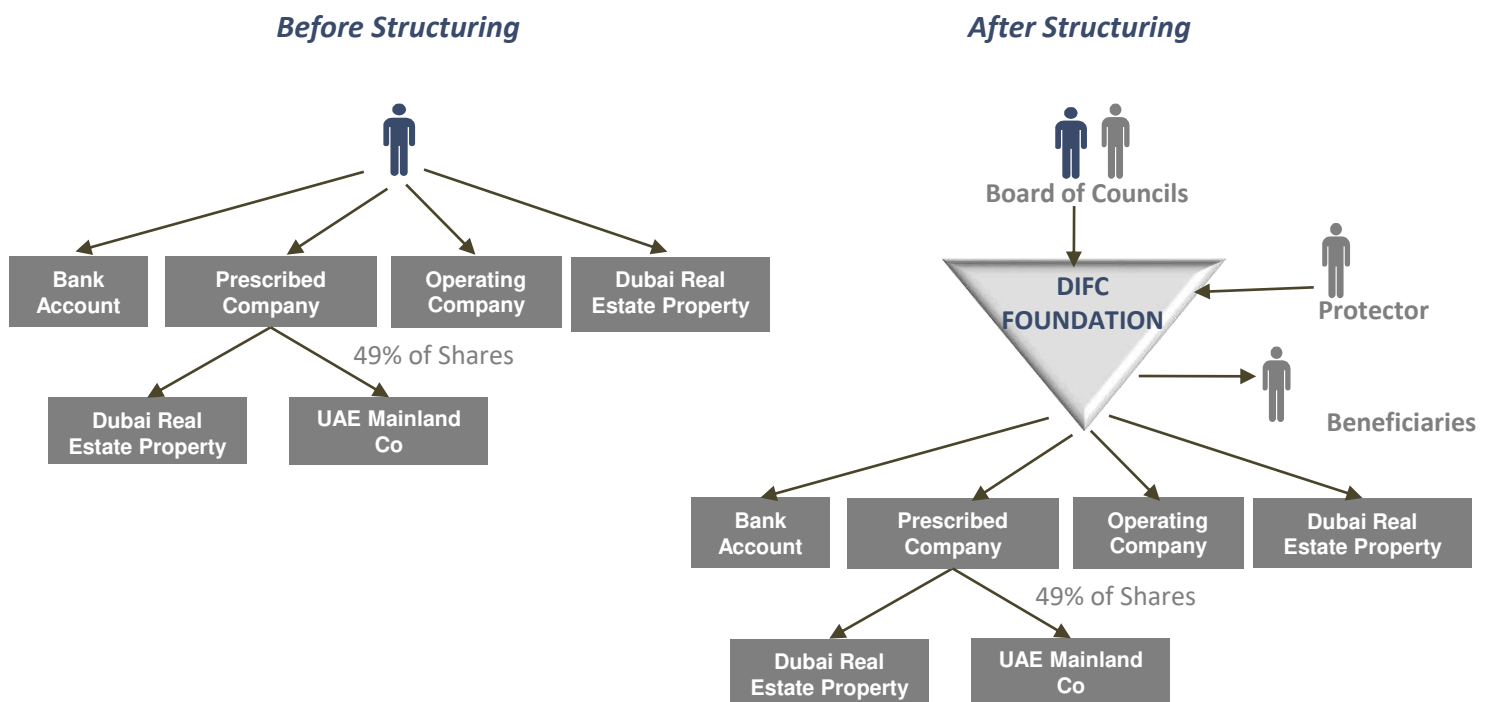 Before Structuring
Bank
Account
Prescribed
Company
Operating
Company
Dubai Real
Estate Property
49% of Shares
Dubai Real
Estate Property
UAE Mainland
Co
After Structuring
Board of Councils
DIFC
FOUNDATION
Protector
Beneficiaries
Bank
Account
Prescribed
Company
Operating
Company
Dubai Real
Estate Property
49% of Shares
Dubai Real
Estate Property
UAE Mainland
Co